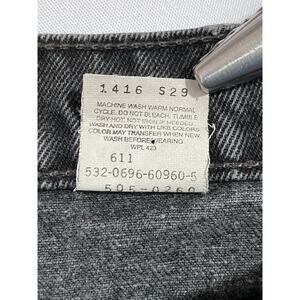 1416 S29
MACHINE WASH WARM NORMAL
CYCLE. DO NOT BLEACH. TUMBLE
DRY HOT NOT IRON IF NEEDED
WASH AND DRY WITH LIKE COLORS
COLOR MAY TRANSFER WHEN NEW.
WASH BEFORE WEARING
WPL 423
611
532-0696-60960-5
505-0260